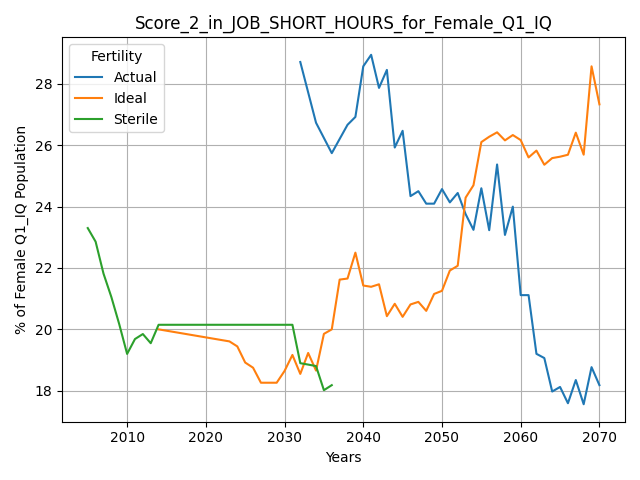 Score_2_in_JOB_SHORT_HOURS_for_Female_Q1_IQ
Fertility
Actual
Ideal
Sterile
% of Female Q1_IQ Population
28
26
24
22
20
18
2010 2020 2030 2040 2050 2060 2070
Years